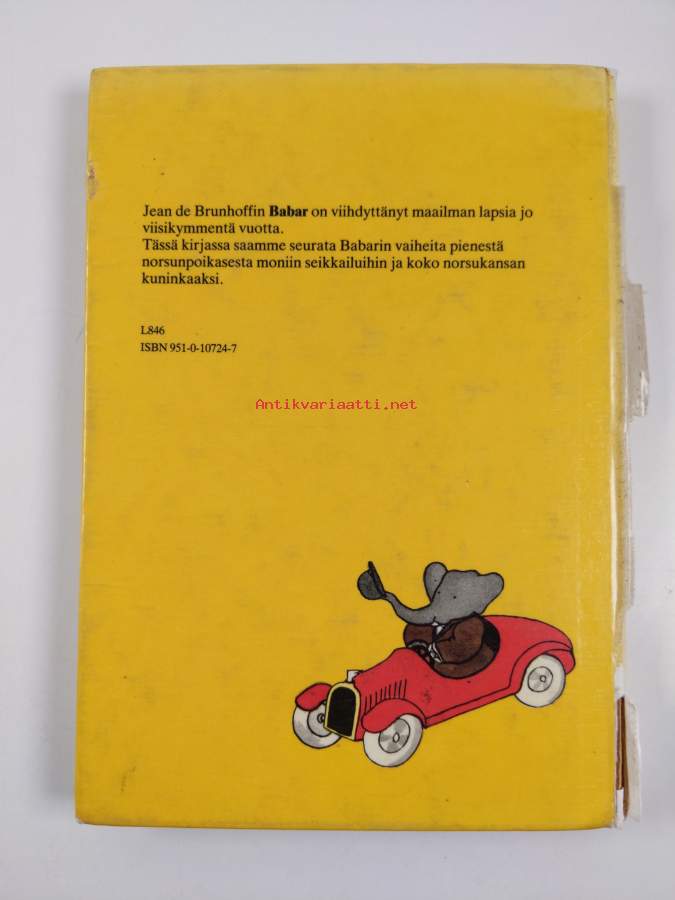 Jean de Brunhoffin Babar on viihdyttänyt maailman lapsia jo
viisikymmentä vuotta.
Tässä kirjassa saamme seurata Babarin vaiheita pienestä
norsunpoikasesta moniin seikkailuihin ja koko norsukansan
kuninkaaksi.
L846
ISBN 951-0-10724-7
Antikvariaatti.net